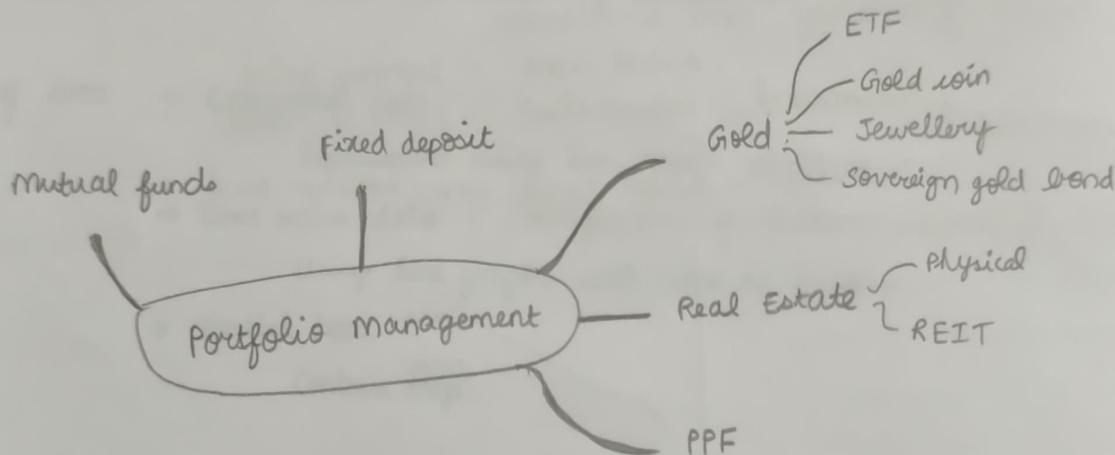 Mutual funds
Fixed deposit
Gold
ETF
Gold coin
Jewellery
Sovereign gold bond
Portfolio Management
Real Estate
Physical
REIT
PPF